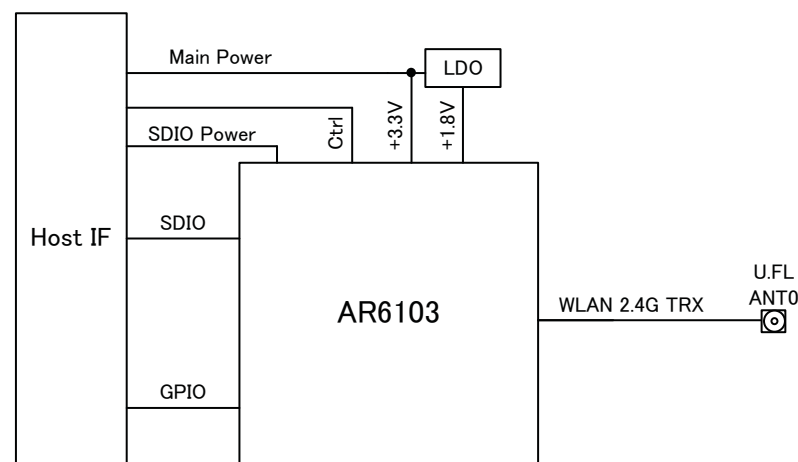 Main Power
LDO
Ctrl
+3.3V
+1.8V
SDIO Power
SDIO
Host IF
U.FL
ANT0
WLAN 2.4G TRX
AR6103
GPIO